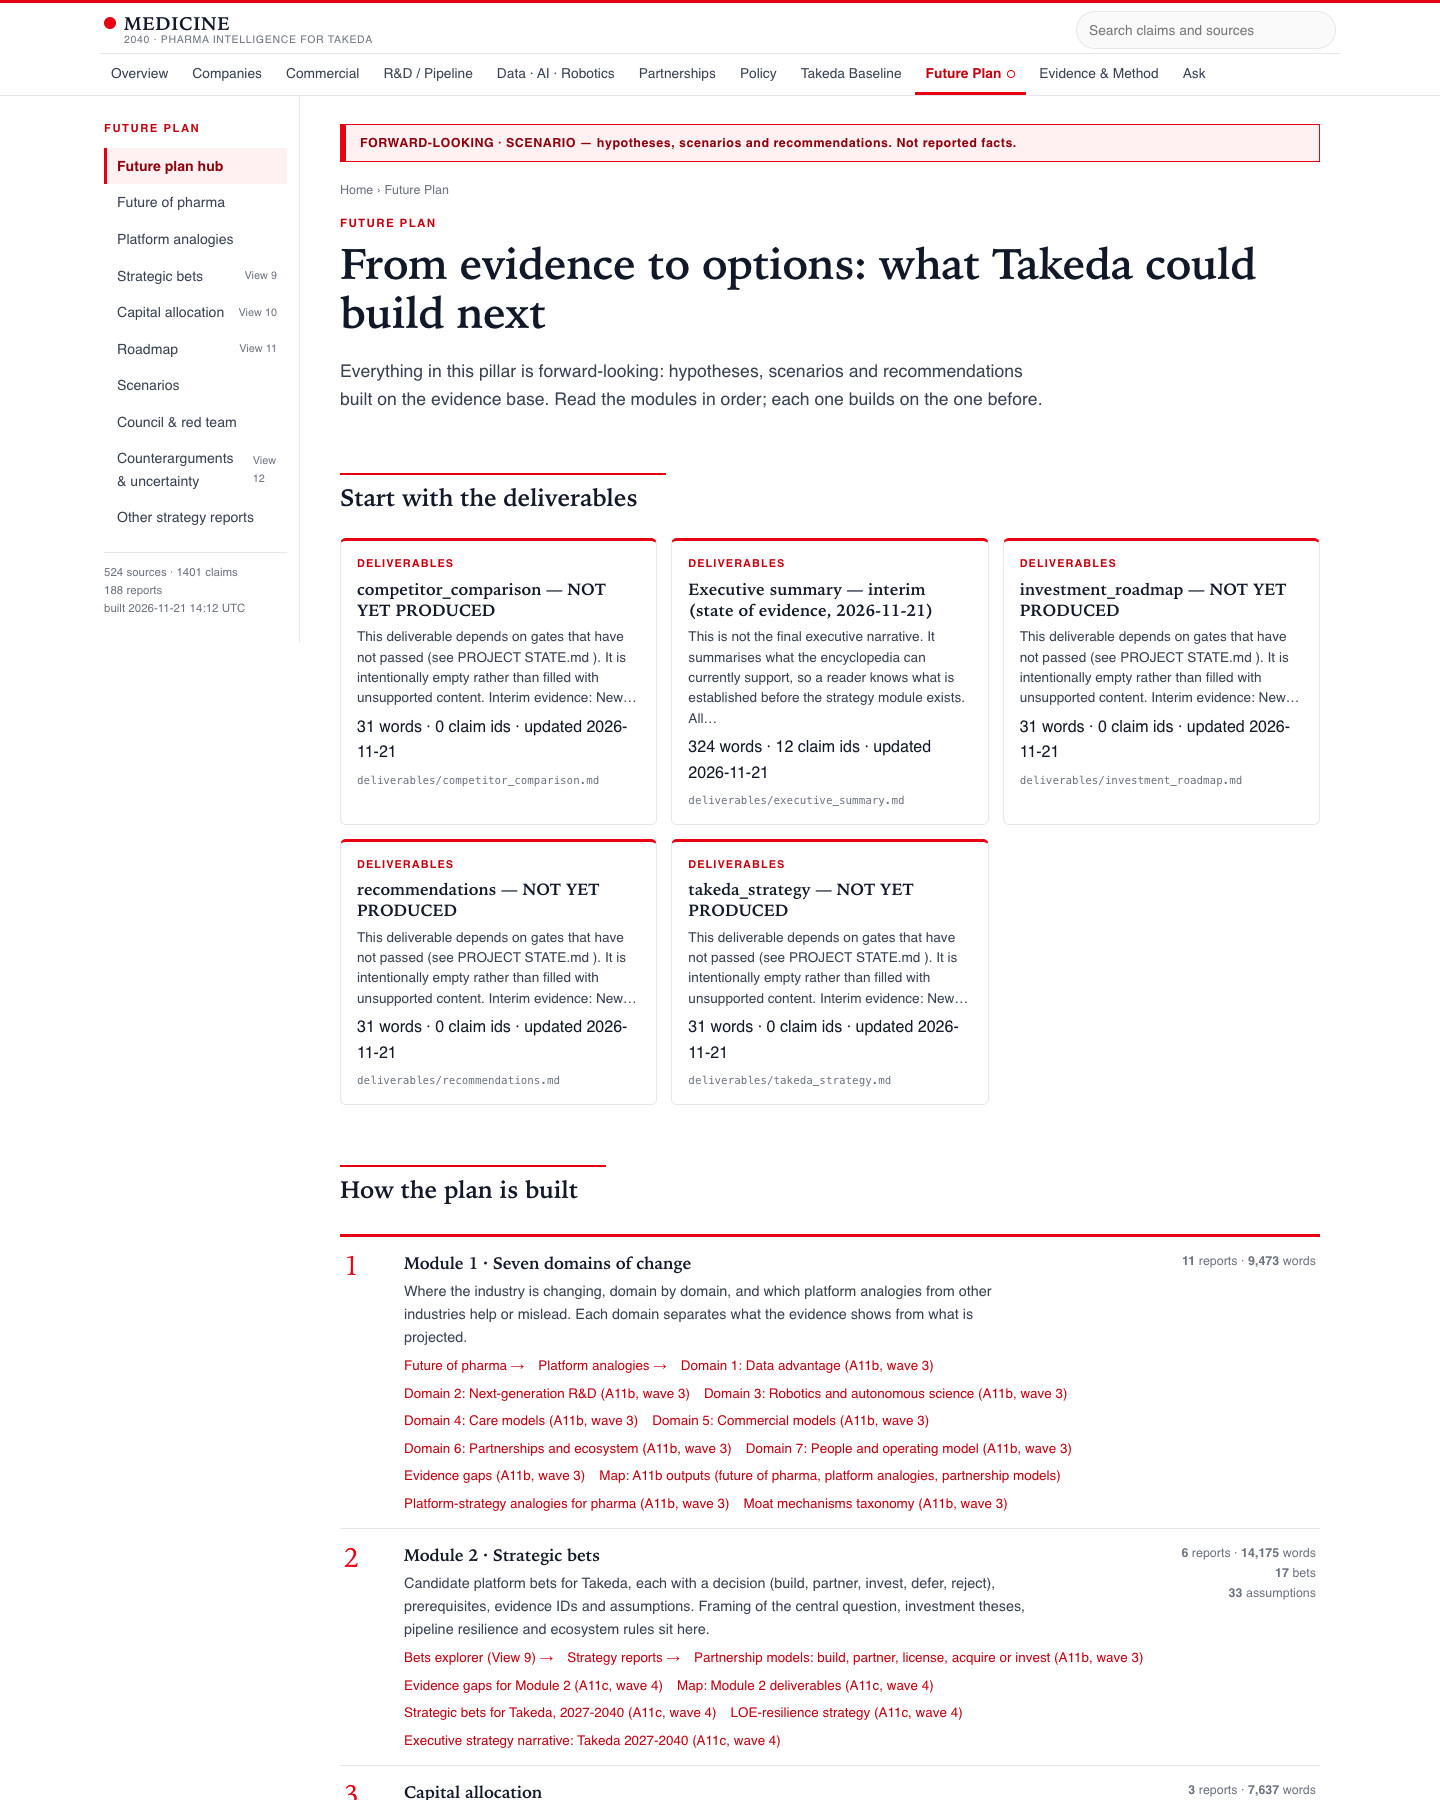 MEDICINE
2040 · PHARMA INTELLIGENCE FOR TAKEDA
Search claims and sources
Overview Companies Commercial R&D / Pipeline Data · AI · Robotics Partnerships Policy Takeda Baseline Future Plan Evidence & Method Ask
FUTURE PLAN
Future plan hub
Future of pharma
Platform analogies
Strategic bets View 9
Capital allocation View 10
Roadmap View 11
Scenarios
Council & red team
Counterarguments & uncertainty View 12
Other strategy reports
524 sources · 1401 claims
188 reports
built 2026-11-21 14:12 UTC
FORWARD-LOOKING · SCENARIO — hypotheses, scenarios and recommendations. Not reported facts.
Home › Future Plan
FUTURE PLAN
From evidence to options: what Takeda could
build next
Everything in this pillar is forward-looking: hypotheses, scenarios and recommendations
built on the evidence base. Read the modules in order; each one builds on the one before.
Start with the deliverables
DELIVERABLES
competitor_comparison — NOT
YET PRODUCED
This deliverable depends on gates that have
not passed (see PROJECT STATE.md ). It is
intentionally empty rather than filled with
unsupported content. Interim evidence: New…
31 words · 0 claim ids · updated 2026-
11-21
deliverables/competitor_comparison.md
DELIVERABLES
Executive summary — interim
(state of evidence, 2026-11-21)
This is not the final executive narrative. It
summarises what the encyclopedia can
currently support, so a reader knows what is
established before the strategy module exists.
All…
324 words · 12 claim ids · updated
2026-11-21
deliverables/executive_summary.md
DELIVERABLES
investment_roadmap — NOT YET
PRODUCED
This deliverable depends on gates that have
not passed (see PROJECT STATE.md ). It is
intentionally empty rather than filled with
unsupported content. Interim evidence: New…
31 words · 0 claim ids · updated 2026-
11-21
deliverables/investment_roadmap.md
DELIVERABLES
recommendations — NOT YET
PRODUCED
This deliverable depends on gates that have
not passed (see PROJECT STATE.md ). It is
intentionally empty rather than filled with
unsupported content. Interim evidence: New…
31 words · 0 claim ids · updated 2026-
11-21
deliverables/recommendations.md
DELIVERABLES
takeda_strategy — NOT YET
PRODUCED
This deliverable depends on gates that have
not passed (see PROJECT STATE.md ). It is
intentionally empty rather than filled with
unsupported content. Interim evidence: New…
31 words · 0 claim ids · updated 2026-
11-21
deliverables/takeda_strategy.md
How the plan is built
1
Module 1 · Seven domains of change
11 reports · 9,473 words
Where the industry is changing, domain by domain, and which platform analogies from other
industries help or mislead. Each domain separates what the evidence shows from what is
projected.
Future of pharma → Platform analogies → Domain 1: Data advantage (A11b, wave 3)
Domain 2: Next-generation R&D (A11b, wave 3) Domain 3: Robotics and autonomous science (A11b, wave 3)
Domain 4: Care models (A11b, wave 3) Domain 5: Commercial models (A11b, wave 3)
Domain 6: Partnerships and ecosystem (A11b, wave 3) Domain 7: People and operating model (A11b, wave 3)
Evidence gaps (A11b, wave 3) Map: A11b outputs (future of pharma, platform analogies, partnership models)
Platform-strategy analogies for pharma (A11b, wave 3) Moat mechanisms taxonomy (A11b, wave 3)
2
Module 2 · Strategic bets
6 reports · 14,175 words
17 bets
33 assumptions
Candidate platform bets for Takeda, each with a decision (build, partner, invest, defer, reject),
prerequisites, evidence IDs and assumptions. Framing of the central question, investment theses,
pipeline resilience and ecosystem rules sit here.
Bets explorer (View 9) → Strategy reports → Partnership models: build, partner, license, acquire or invest (A11b, wave 3)
Evidence gaps for Module 2 (A11c, wave 4) Map: Module 2 deliverables (A11c, wave 4)
Strategic bets for Takeda, 2027-2040 (A11c, wave 4) LOE-resilience strategy (A11c, wave 4)
Executive strategy narrative: Takeda 2027-2040 (A11c, wave 4)
3
Capital allocation
3 reports · 7,637 words